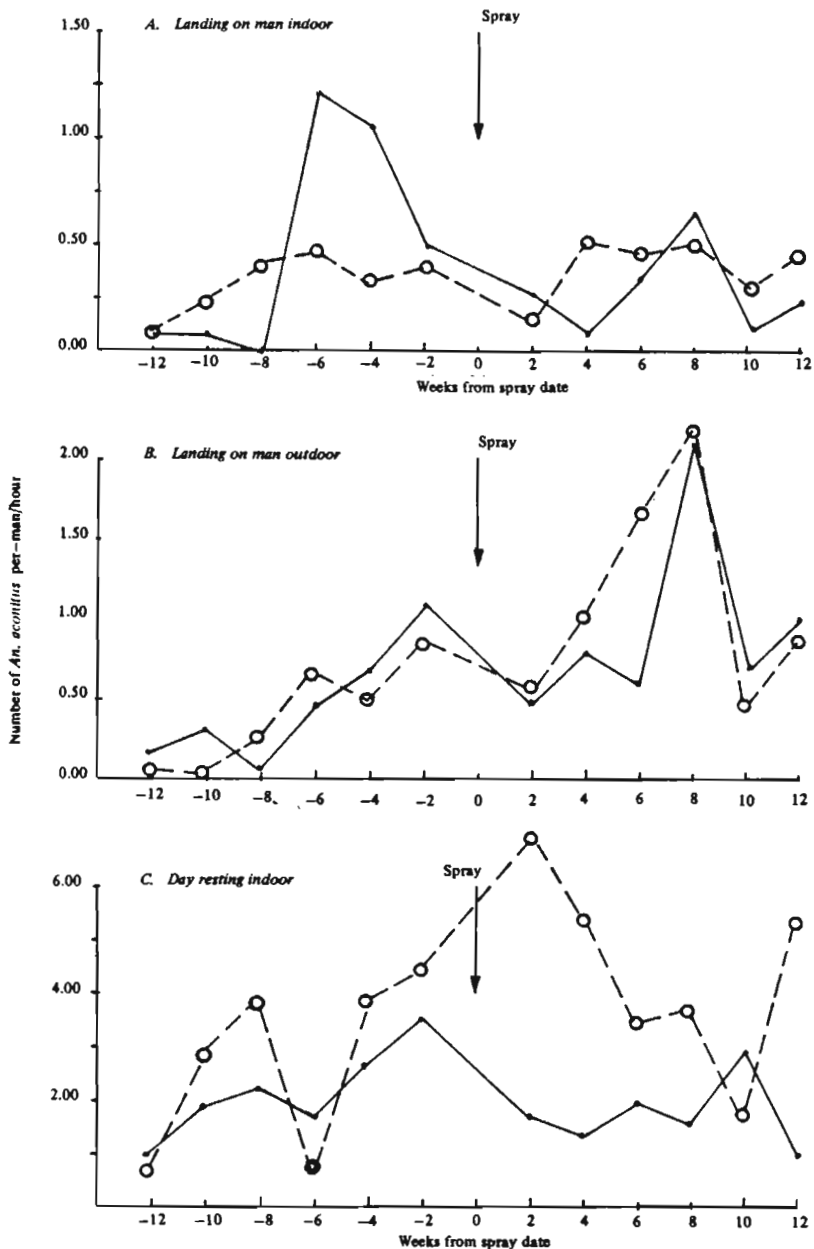 A. Landing on man indoor
Spray
1.50
1.00
0.50
0.00
-12 -10 -8 -6 -4 -2 0 2 4 6 8 10 12
Weeks from spray date
B. Landing on man outdoor
Spray
2.00
1.50
1.00
0.50
0.00
-12 -10 -8 -6 -4 -2 0 2 4 6 8 10 12
Number of An. aconitus per-man/hour
C. Day resting indoor
Spray
6.00
4.00
2.00
-12 -10 -8 -6 -4 -2 0 2 4 6 8 10 12
Weeks from spray date